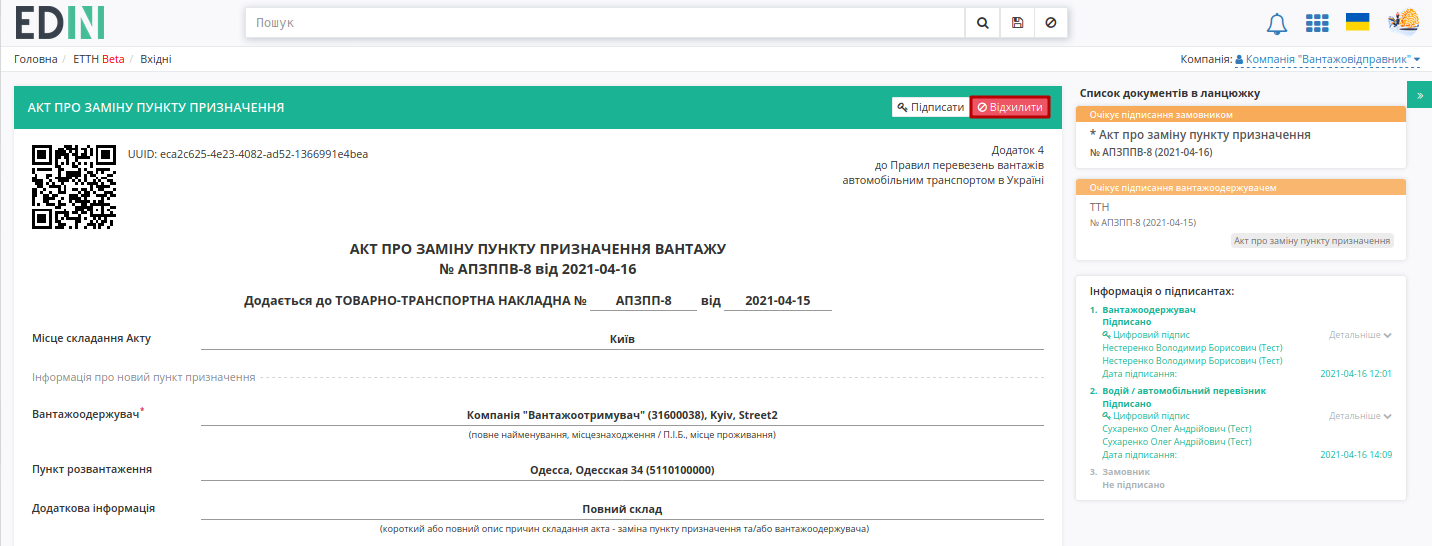 EDIN
Пошук
Головна / ЕТТН Beta / Вхідні
Компанія: Компанія "Вантажовідправник"
АКТ ПРО ЗАМІНУ ПУНКТУ ПРИЗНАЧЕННЯ
Підписати
Відхилити
UUID: eca2c625-4e23-4082-ad52-1366991e4bea
Додаток 4
до Правил перевезень вантажів
автомобільним транспортом в Україні
АКТ ПРО ЗАМІНУ ПУНКТУ ПРИЗНАЧЕННЯ ВАНТАЖУ
№ АПЗППВ-8 від 2021-04-16
Додається до ТОВАРНО-ТРАНСПОРТНА НАКЛАДНА № АПЗПП-8 від 2021-04-15
Місце складання Акту Київ
Інформація про новий пункт призначення
Вантажоодержувач* Компанія "Вантажоотримувач" (31600038), Kyiv, Street2
(повне найменування, місцезнаходження / П.І.Б., місце проживання)
Пункт розвантаження Одесса, Одесская 34 (5110100000)
Додаткова інформація Повний склад
(короткий або повний опис причин складання акта - заміна пункту призначення та/або вантажоодержувача)
Список документів в ланцюжку
»
Очікує підписання замовником
* Акт про заміну пункту призначення
№ АПЗППВ-8 (2021-04-16)
Очікує підписання вантажоодержувачем
ТТН
№ АПЗПП-8 (2021-04-15)
Акт про заміну пункту призначення
Інформація о підписантах:
1. Вантажоодержувач
Підписано
Цифровий підпис Детальніше
Нестеренко Володимир Борисович (Тест)
Нестеренко Володимир Борисович (Тест)
Дата підписання: 2021-04-16 12:01
2. Водій / автомобільний перевізник
Підписано
Цифровий підпис Детальніше
Сухаренко Олег Андрійович (Тест)
Сухаренко Олег Андрійович (Тест)
Дата підписання: 2021-04-16 14:09
3. Замовник
Не підписано